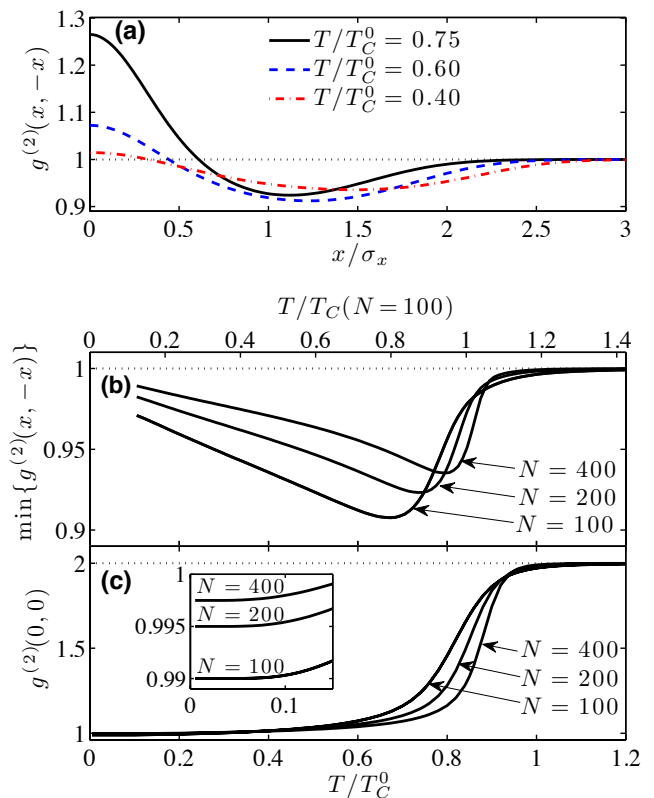 (a)
T/T_C^0 = 0.75
T/T_C^0 = 0.60
T/T_C^0 = 0.40
g^(2)(x, −x)
1.3
1.2
1.1
1
0.9
0 0.5 1 1.5 2 2.5 3
x/σ_x
T/T_C(N = 100)
0 0.2 0.4 0.6 0.8 1 1.2 1.4
(b)
min{g^(2)(x, −x)}
1
0.95
0.9
N = 400
N = 200
N = 100
(c)
g^(2)(0, 0)
2
1.5
1
1
0.995
0.99
0 0.1
N = 400
N = 200
N = 100
N = 400
N = 200
N = 100
0 0.2 0.4 0.6 0.8 1 1.2
T/T_C^0